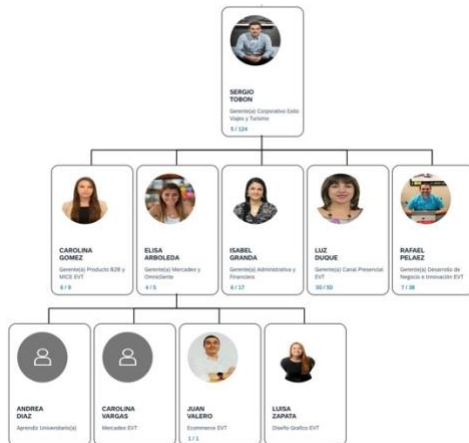 SERGIO
TOBON
Gerente(a) Corporativo Exito
Viajes y Turismo
5 / 124
CAROLINA
GOMEZ
Gerente(a) Producto B2B y
MICE EVT
6 / 9
ELISA
ARBOLEDA
Gerente(a) Mercadeo y
Omnicliente
4 / 5
ISABEL
GRANDA
Gerente(a) Administrativa y
Financiera
6 / 17
LUZ
DUQUE
Gerente(a) Canal Presencial
EVT
50 / 50
RAFAEL
PELAEZ
Gerente(a) Desarrollo de
Negocio e Innovación EVT
7 / 38
ANDREA
DIAZ
Aprendiz Universitario(a)
CAROLINA
VARGAS
Mercadeo EVT
JUAN
VALERO
Ecommerce EVT
1 / 1
LUISA
ZAPATA
Diseño Grafico EVT